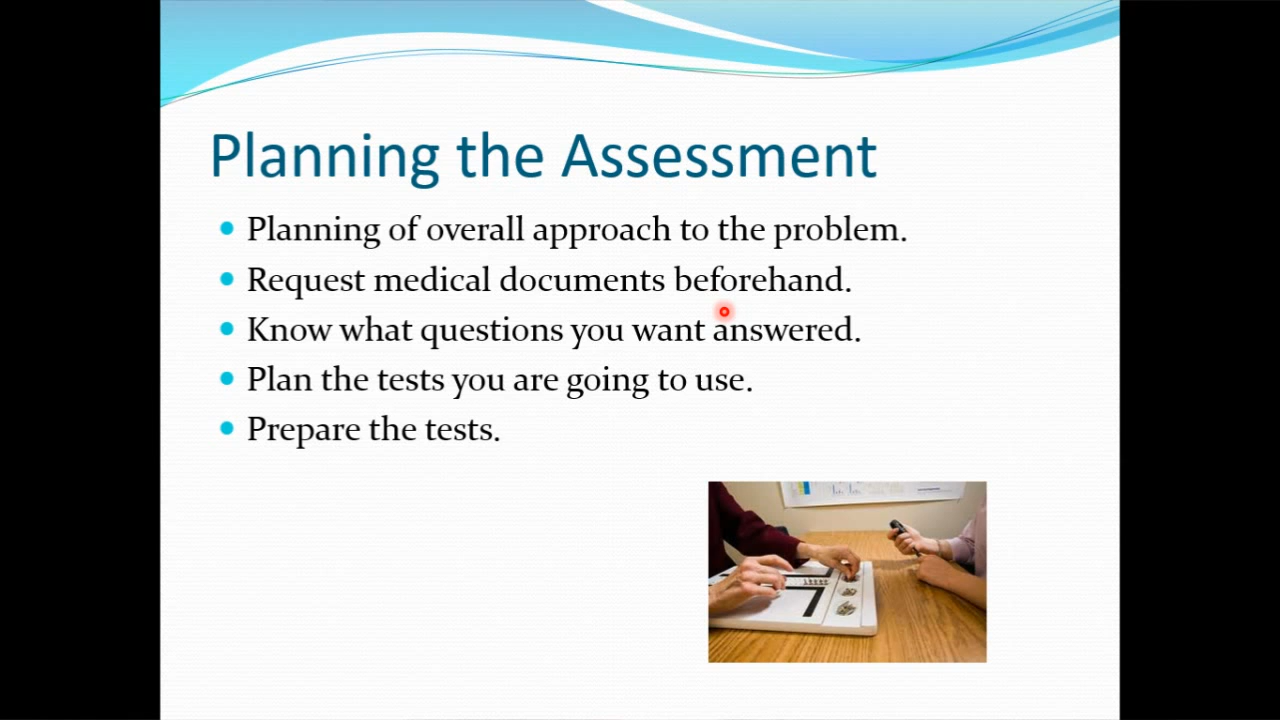 Planning the Assessment
Planning of overall approach to the problem.
Request medical documents beforehand.
Know what questions you want answered.
Plan the tests you are going to use.
Prepare the tests.